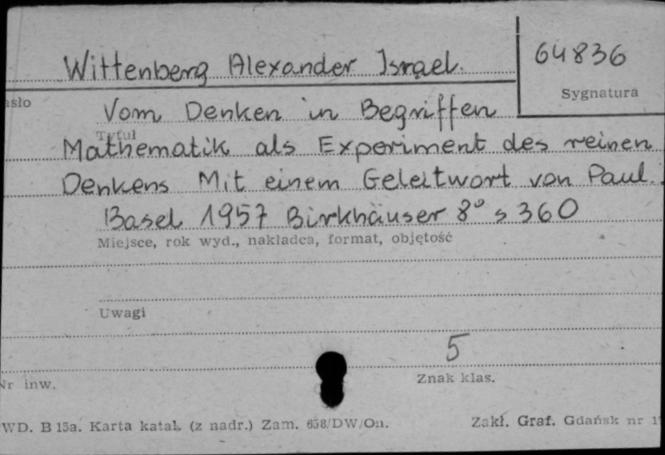 Wittenberg Alexander Israel.
64836
Sygnatura
asło
Vom Denken in Begriffen
Tytuł
Mathematik als Experiment des reinen
Denkens Mit einem Geleitwort von Paul.
Basel 1957 Birkhäuser 8° s 360
Miejsce, rok wyd., nakładca, format, objętość
Uwagi
5
Nr inw.
Znak klas.
WD. B 15a. Karta katal. (z nadr.) Zam. 658/DW/On.
Zakł. Graf. Gdańsk nr 1